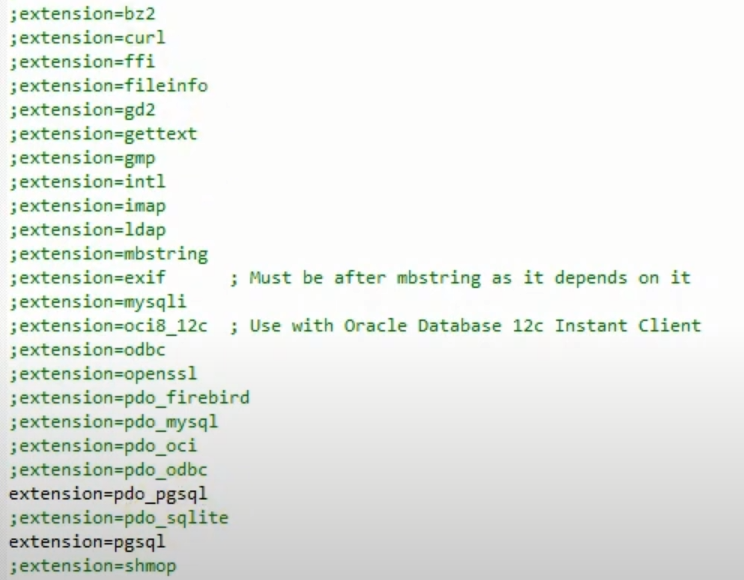 ;extension=bz2
;extension=curl
;extension=ffi
;extension=fileinfo
;extension=gd2
;extension=gettext
;extension=gmp
;extension=intl
;extension=imap
;extension=ldap
;extension=mbstring
;extension=exif      ; Must be after mbstring as it depends on it
;extension=mysqli
;extension=oci8_12c  ; Use with Oracle Database 12c Instant Client
;extension=odbc
;extension=openssl
;extension=pdo_firebird
;extension=pdo_mysql
;extension=pdo_oci
;extension=pdo_odbc
extension=pdo_pgsql
;extension=pdo_sqlite
extension=pgsql
;extension=shmop